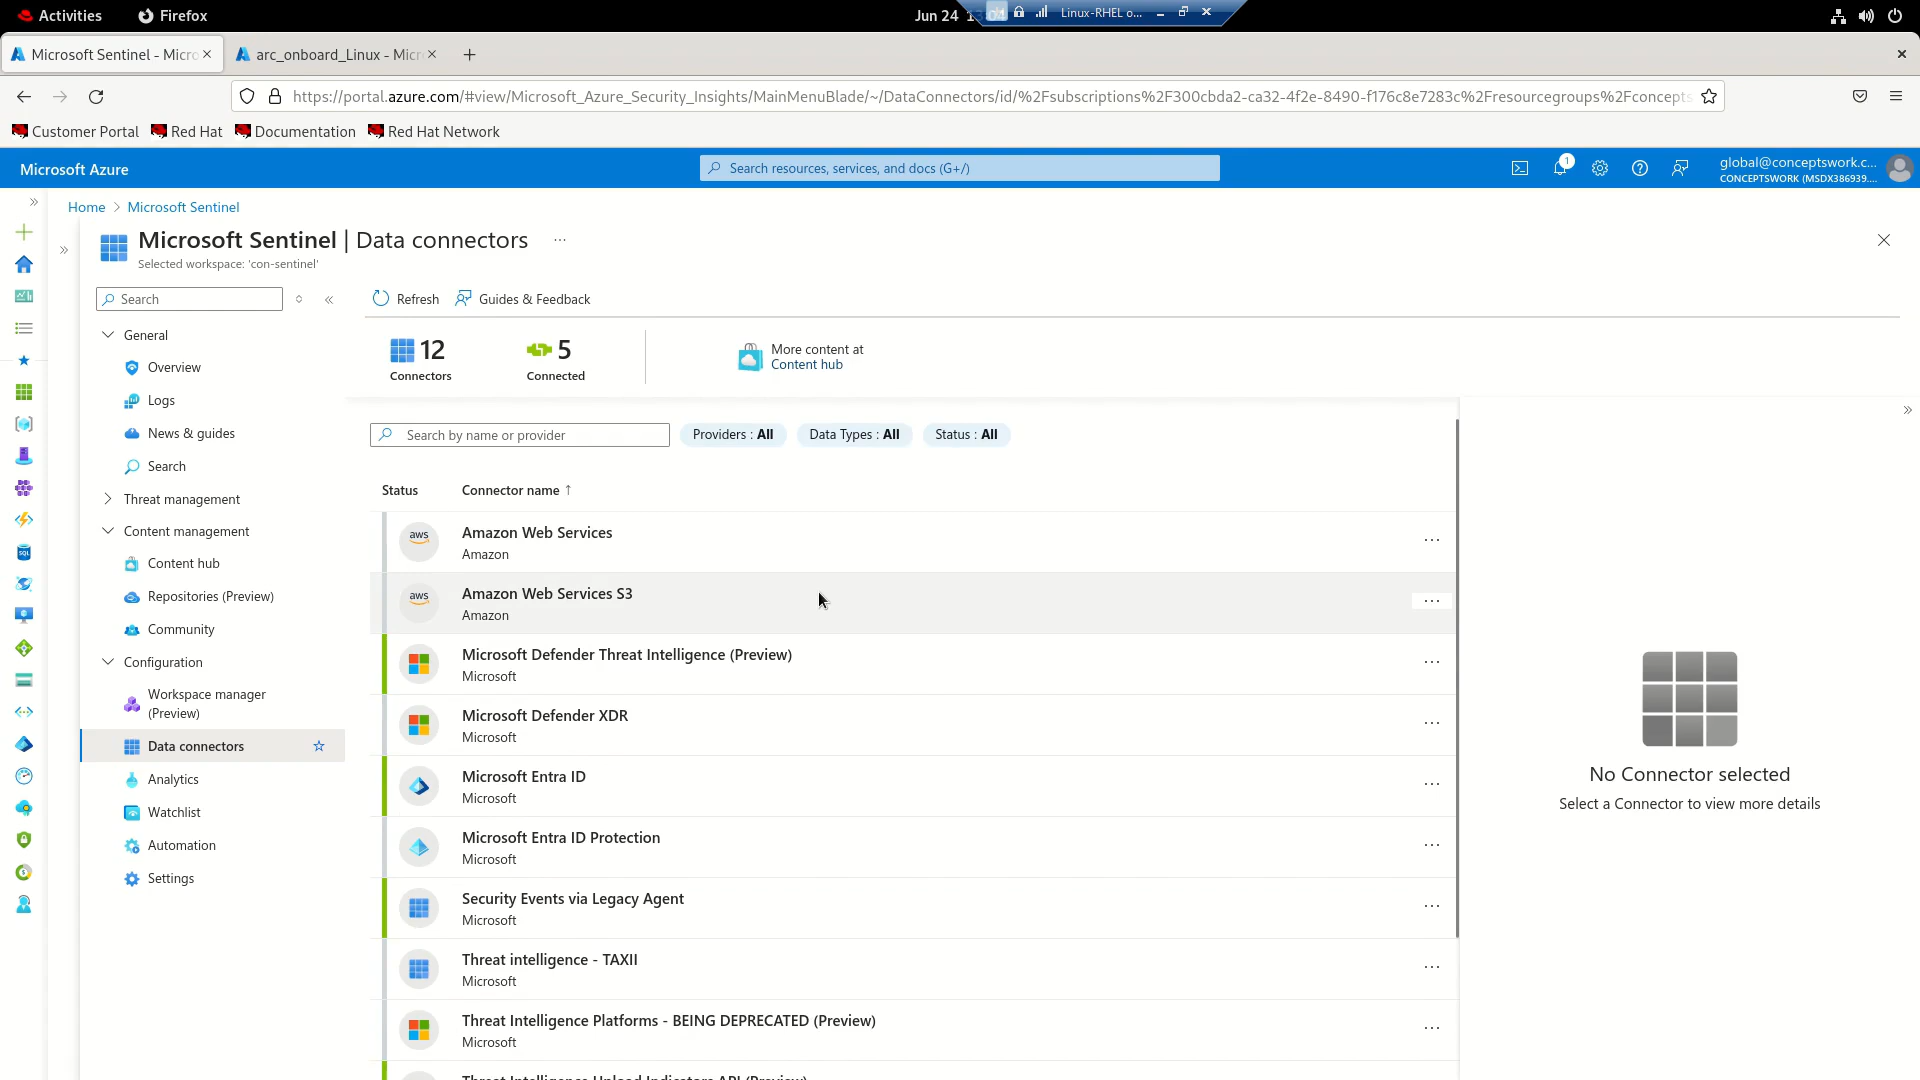 Activities
Firefox
Jun 24
Linux-RHEL o...
Microsoft Sentinel - Micro
arc_onboard_Linux - Micr
https://portal.azure.com/#view/Microsoft_Azure_Security_Insights/MainMenuBlade/~/DataConnectors/id/%2Fsubscriptions%2F300cbda2-ca32-4f2e-8490-f176c8e7283c%2Fresourcegroups%2Fconcepts
Customer Portal
Red Hat
Documentation
Red Hat Network
Microsoft Azure
Search resources, services, and docs (G+/)
1
global@conceptswork.c...
CONCEPTSWORK (MSDX386939....
Home > Microsoft Sentinel
Microsoft Sentinel | Data connectors ...
Selected workspace: 'con-sentinel'
Search
General
Overview
Logs
News & guides
Search
Threat management
Content management
Content hub
Repositories (Preview)
Community
Configuration
Workspace manager
(Preview)
Data connectors
Analytics
Watchlist
Automation
Settings
Refresh
Guides & Feedback
12
Connectors
5
Connected
More content at
Content hub
Search by name or provider
Providers : All
Data Types : All
Status : All
Status
Connector name ↑
aws
Amazon Web Services
Amazon
aws
Amazon Web Services S3
Amazon
Microsoft Defender Threat Intelligence (Preview)
Microsoft
Microsoft Defender XDR
Microsoft
Microsoft Entra ID
Microsoft
Microsoft Entra ID Protection
Microsoft
Security Events via Legacy Agent
Microsoft
Threat intelligence - TAXII
Microsoft
Threat Intelligence Platforms - BEING DEPRECATED (Preview)
Microsoft
Threat Intelligence Upload Indicators API (Preview)
No Connector selected
Select a Connector to view more details